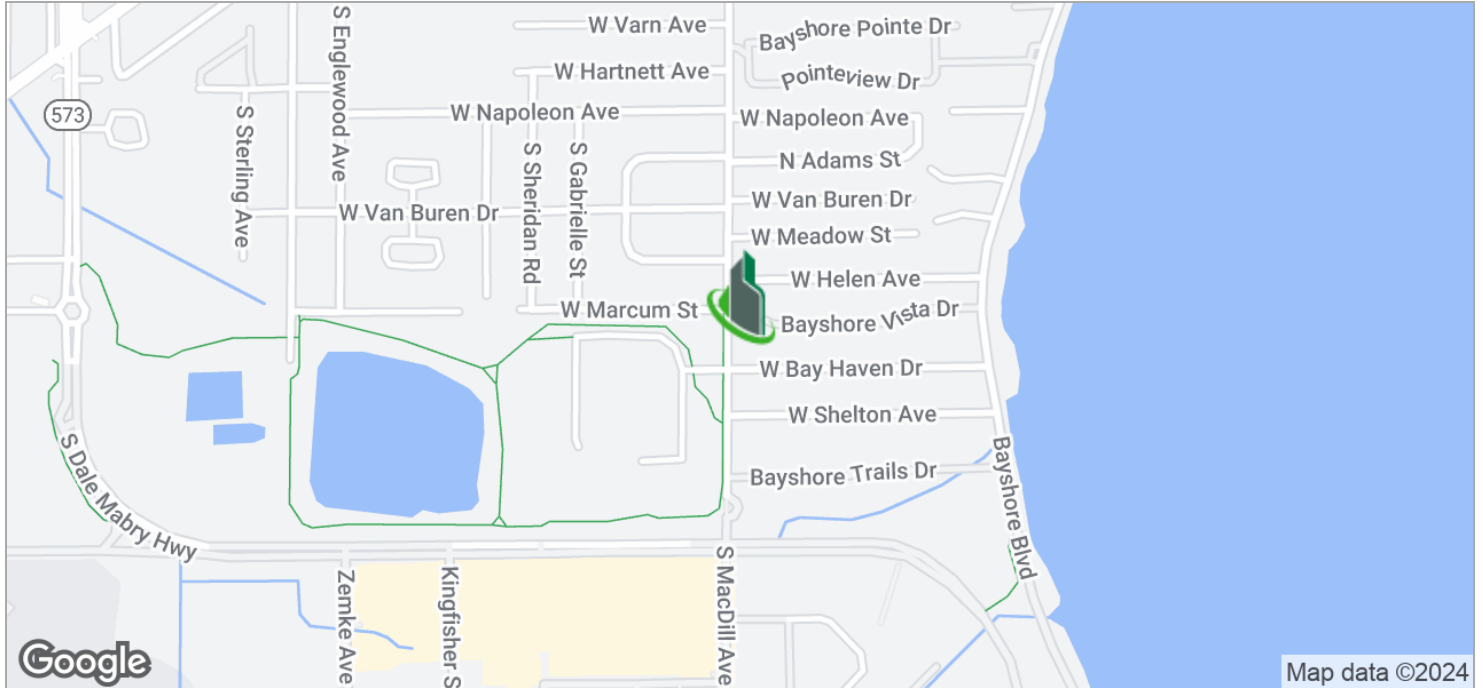 W Varn Ave
Bayshore Pointe Dr
W Hartnett Ave
Pointeview Dr
573
S Englewood Ave
S Sterling Ave
W Napoleon Ave
W Napoleon Ave
N Adams St
S Sheridan Rd
S Gabrielle St
W Van Buren Dr
W Van Buren Dr
W Meadow St
W Helen Ave
W Marcum St
Bayshore Vista Dr
W Bay Haven Dr
W Shelton Ave
Bayshore Trails Dr
Bayshore Blvd
S Dale Mabry Hwy
Zemke Ave
Kingfisher S
S MacDill Ave
Google
Map data ©2024